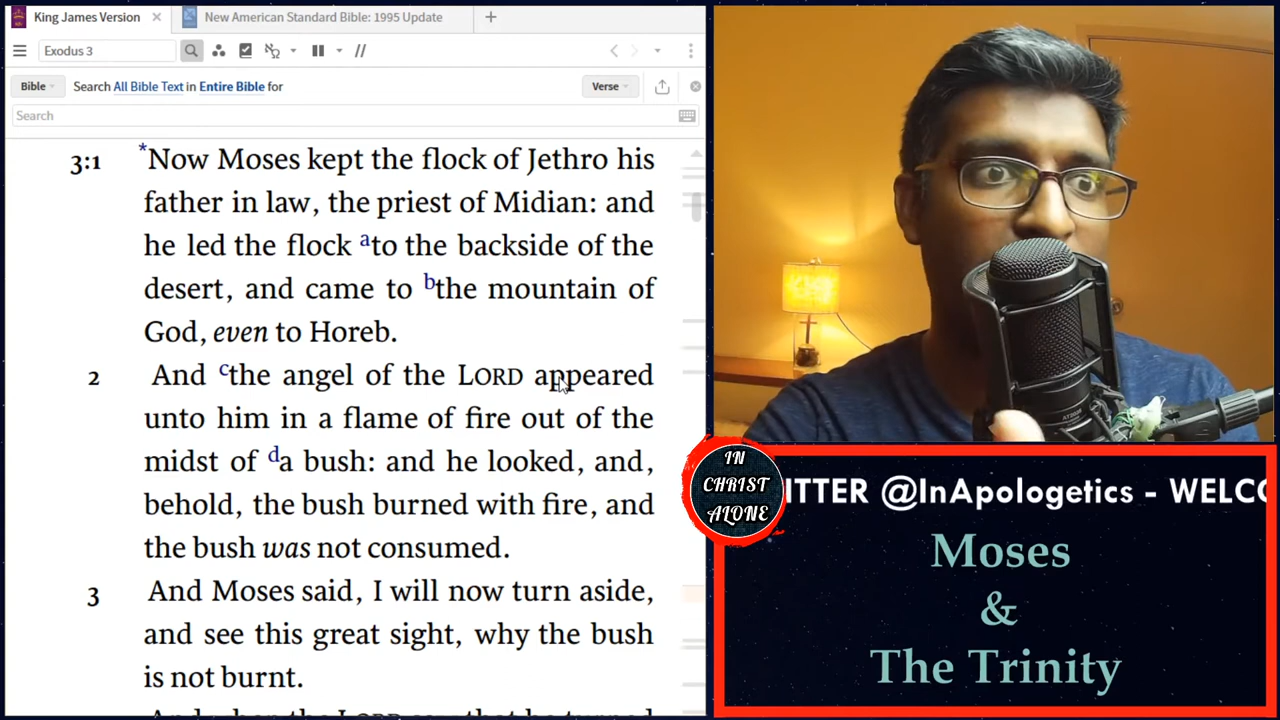 King James Version
New American Standard Bible: 1995 Update
Exodus 3
Bible
Search All Bible Text in Entire Bible for
Verse
Search
3:1 *Now Moses kept the flock of Jethro his
father in law, the priest of Midian: and
he led the flock a to the backside of the
desert, and came to b the mountain of
God, even to Horeb.
2 And c the angel of the LORD appeared
unto him in a flame of fire out of the
midst of d a bush: and he looked, and,
behold, the bush burned with fire, and
the bush was not consumed.
3 And Moses said, I will now turn aside,
and see this great sight, why the bush
is not burnt.
IN
CHRIST
ALONE
ITTER @InApologetics - WELC
Moses
&
The Trinity